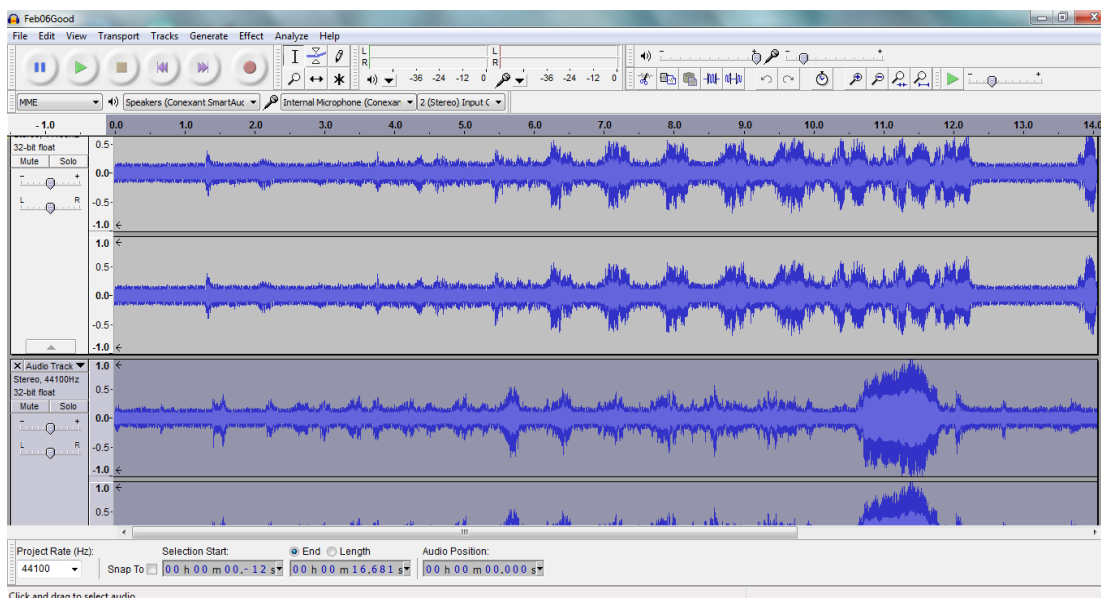 Feb06Good
File Edit View Transport Tracks Generate Effect Analyze Help
L
R
-36 -24 -12 0
L
R
-36 -24 -12 0
MME
Speakers (Conexant SmartAuc
Internal Microphone (Conexan
2 (Stereo) Input C
- 1.0 0.0 1.0 2.0 3.0 4.0 5.0 6.0 7.0 8.0 9.0 10.0 11.0 12.0 13.0 14.0
32-bit float
Mute Solo
- +
L R
0.5-
0.0-
-0.5-
-1.0
1.0
0.5-
0.0-
-0.5-
-1.0
X Audio Track
Stereo, 44100Hz
32-bit float
Mute Solo
- +
L R
1.0
0.5-
0.0-
-0.5-
-1.0
1.0
0.5-
Project Rate (Hz): Selection Start: End Length Audio Position:
44100 Snap To 00 h 00 m 00,- 12 s 00 h 00 m 16,681 s 00 h 00 m 00,000 s
Click and drag to select audio